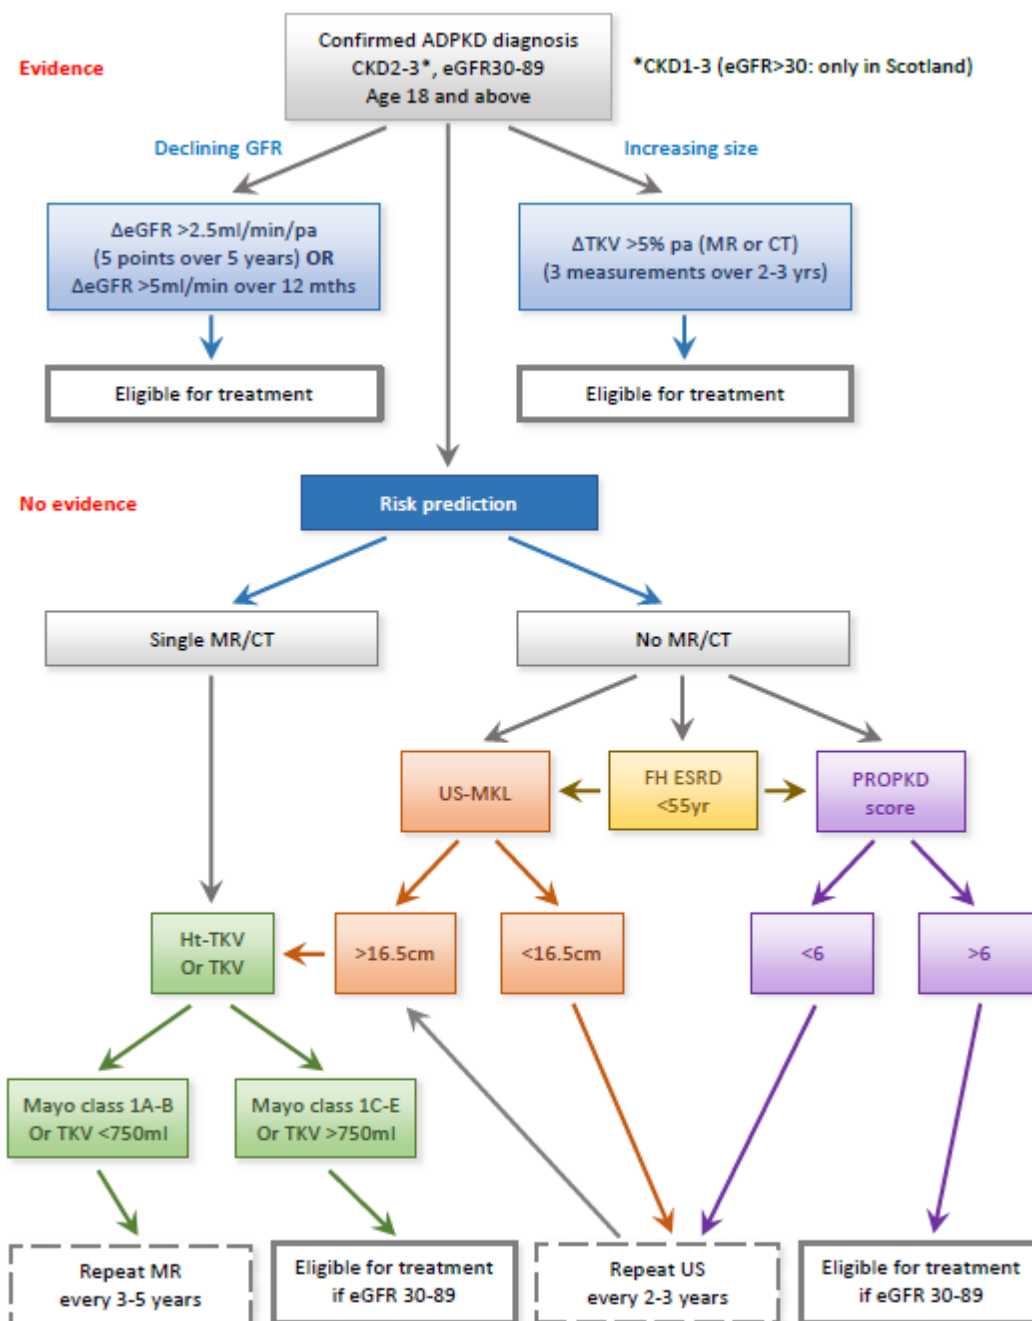 Confirmed ADPKD diagnosis
CKD2-3*, eGFR30-89
Age 18 and above
Evidence
*CKD1-3 (eGFR>30: only in Scotland)
Declining GFR
Increasing size
ΔeGFR >2.5ml/min/pa
(5 points over 5 years) OR
ΔeGFR >5ml/min over 12 mths
ΔTKV >5% pa (MR or CT)
(3 measurements over 2-3 yrs)
Eligible for treatment
Eligible for treatment
No evidence
Risk prediction
Single MR/CT
No MR/CT
US-MKL
FH ESRD
<55yr
PROPKD
score
Ht-TKV
Or TKV
>16.5cm
<16.5cm
<6
>6
Mayo class 1A-B
Or TKV <750ml
Mayo class 1C-E
Or TKV >750ml
Repeat MR
every 3-5 years
Eligible for treatment
if eGFR 30-89
Repeat US
every 2-3 years
Eligible for treatment
if eGFR 30-89